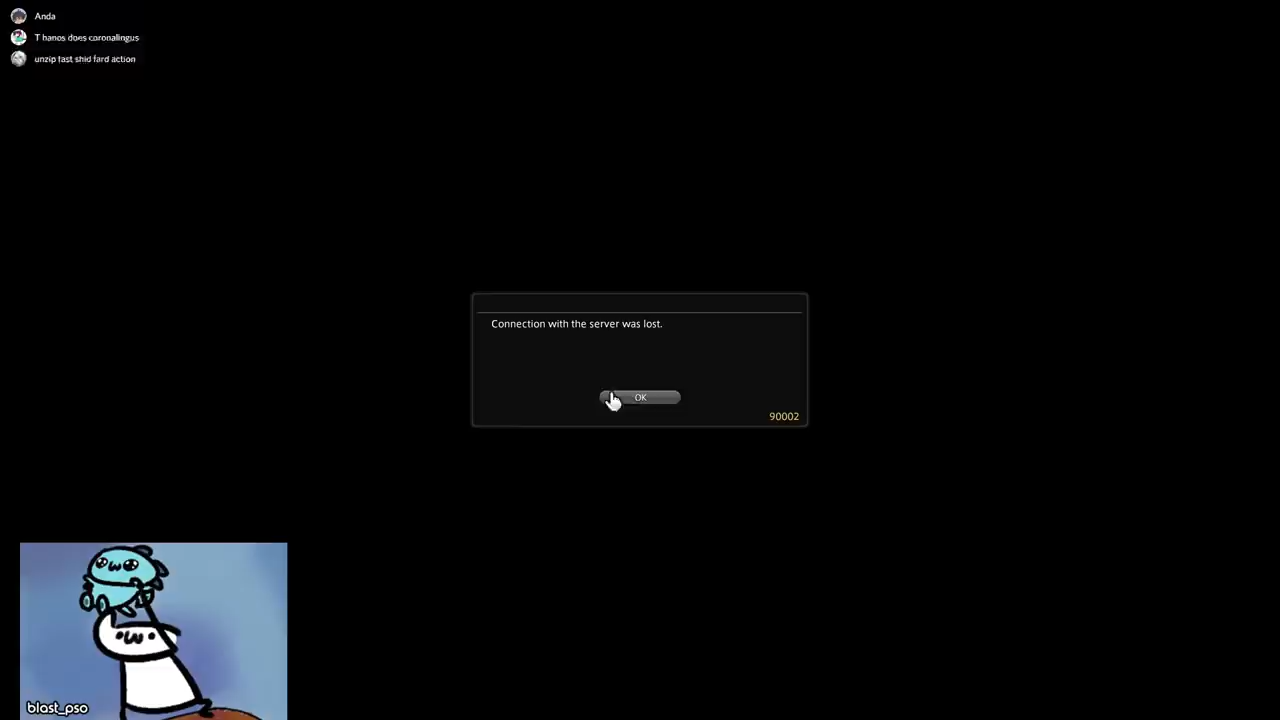 Anda
T hanos does coronalingus
unzip fast shid fard action
Connection with the server was lost.
OK
90002
blast_pso